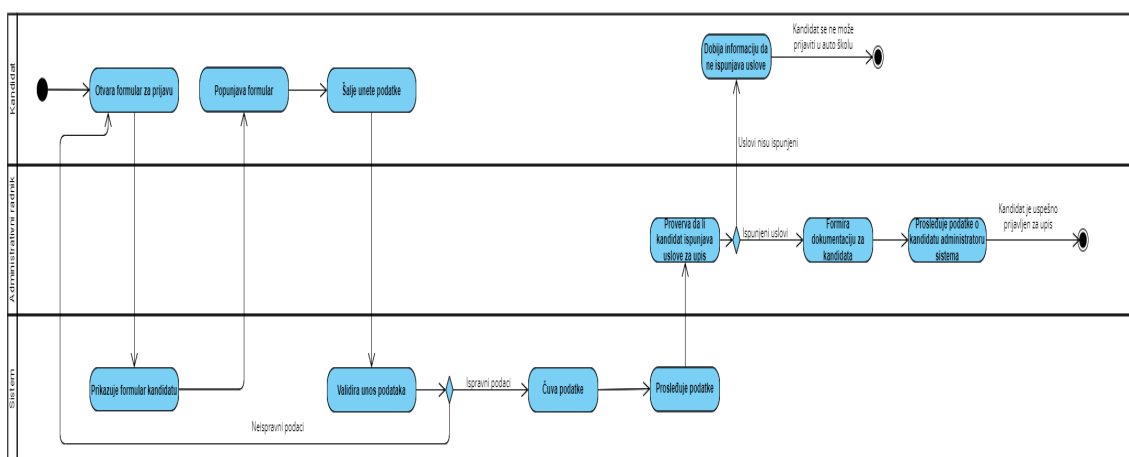 Kandidat
Otvara formular za prijavu
Popunjava formular
Šalje unete podatke
Dobija informaciju da
ne ispunjava uslove
Kandidat se ne može
prijaviti u auto školu
Uslovi nisu ispunjeni
Administrativni radnik
Proverva da li
kandidat ispunjava
uslove za upis
Ispunjeni uslovi
Formira
dokumentaciju za
kandidata
Prosleđuje podatke o
kandidatu administratoru
sistema
Kandidat je uspešno
prijavljen za upis
Sistem
Prikazuje formular kandidatu
Validira unos podataka
Ispravni podaci
Čuva podatke
Prosleđuje podatke
Neispravni podaci